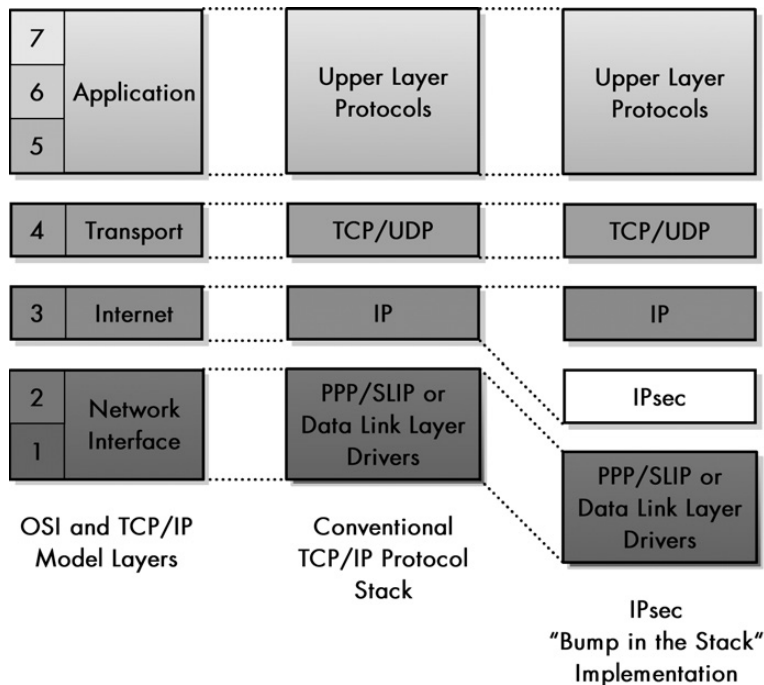 7
6
5
Application
Upper Layer
Protocols
Upper Layer
Protocols
4
Transport
TCP/UDP
TCP/UDP
3
Internet
IP
IP
IPsec
2
1
Network
Interface
PPP/SLIP or
Data Link Layer
Drivers
PPP/SLIP or
Data Link Layer
Drivers
OSI and TCP/IP
Model Layers
Conventional
TCP/IP Protocol
Stack
IPsec
“Bump in the Stack“
Implementation